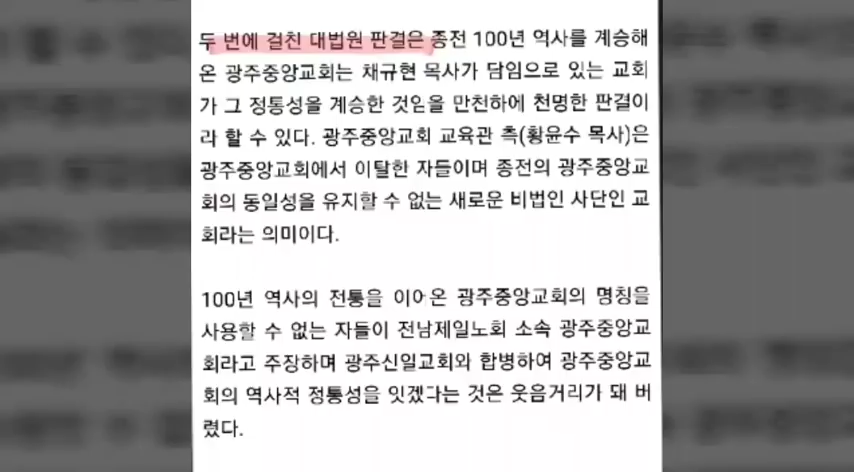 두 번에 걸친 대법원 판결은 종전 100년 역사를 계승해
온 광주중앙교회는 채규현 목사가 담임으로 있는 교회
가 그 정통성을 계승한 것임을 만천하에 천명한 판결이
라 할 수 있다. 광주중앙교회 교육관 측(황윤수 목사)은
광주중앙교회에서 이탈한 자들이며 종전의 광주중앙교
회의 동일성을 유지할 수 없는 새로운 비법인 사단인 교
회라는 의미이다.
100년 역사의 전통을 이어온 광주중앙교회의 명칭을
사용할 수 없는 자들이 전남제일노회 소속 광주중앙교
회라고 주장하며 광주신일교회와 합병하여 광주중앙교
회의 역사적 정통성을 잇겠다는 것은 웃음거리가 돼 버
렸다.